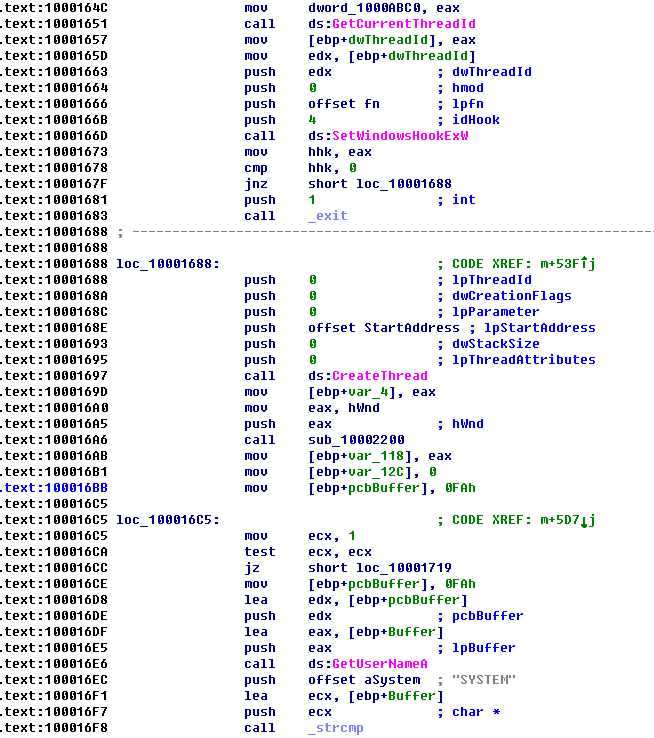 .text:1000164C mov dword_1000ABC0, eax
.text:10001651 call ds:GetCurrentThreadId
.text:10001657 mov [ebp+dwThreadId], eax
.text:1000165D mov edx, [ebp+dwThreadId]
.text:10001663 push edx ; dwThreadId
.text:10001664 push 0 ; hmod
.text:10001666 push offset fn ; lpfn
.text:1000166B push 4 ; idHook
.text:1000166D call ds:SetWindowsHookExW
.text:10001673 mov hhk, eax
.text:10001678 cmp hhk, 0
.text:1000167F jnz short loc_10001688
.text:10001681 push 1 ; int
.text:10001683 call _exit
.text:10001688 ; ---------------------------------------------------------------------------
.text:10001688
.text:10001688 loc_10001688: ; CODE XREF: m+53F↑j
.text:10001688 push 0 ; lpThreadId
.text:1000168A push 0 ; dwCreationFlags
.text:1000168C push 0 ; lpParameter
.text:1000168E push offset StartAddress ; lpStartAddress
.text:10001693 push 0 ; dwStackSize
.text:10001695 push 0 ; lpThreadAttributes
.text:10001697 call ds:CreateThread
.text:1000169D mov [ebp+var_4], eax
.text:100016A0 mov eax, hWnd
.text:100016A5 push eax ; hWnd
.text:100016A6 call sub_10002200
.text:100016AB mov [ebp+var_118], eax
.text:100016B1 mov [ebp+var_12C], 0
.text:100016BB mov [ebp+pcbBuffer], 0FAh
.text:100016C5
.text:100016C5 loc_100016C5: ; CODE XREF: m+5D7↓j
.text:100016C5 mov ecx, 1
.text:100016CA test ecx, ecx
.text:100016CC jz short loc_10001719
.text:100016CE mov [ebp+pcbBuffer], 0FAh
.text:100016D8 lea edx, [ebp+pcbBuffer]
.text:100016DE push edx ; pcbBuffer
.text:100016DF lea eax, [ebp+Buffer]
.text:100016E5 push eax ; lpBuffer
.text:100016E6 call ds:GetUserNameA
.text:100016EC push offset aSystem ; "SYSTEM"
.text:100016F1 lea ecx, [ebp+Buffer]
.text:100016F7 push ecx ; char *
.text:100016F8 call _strcmp